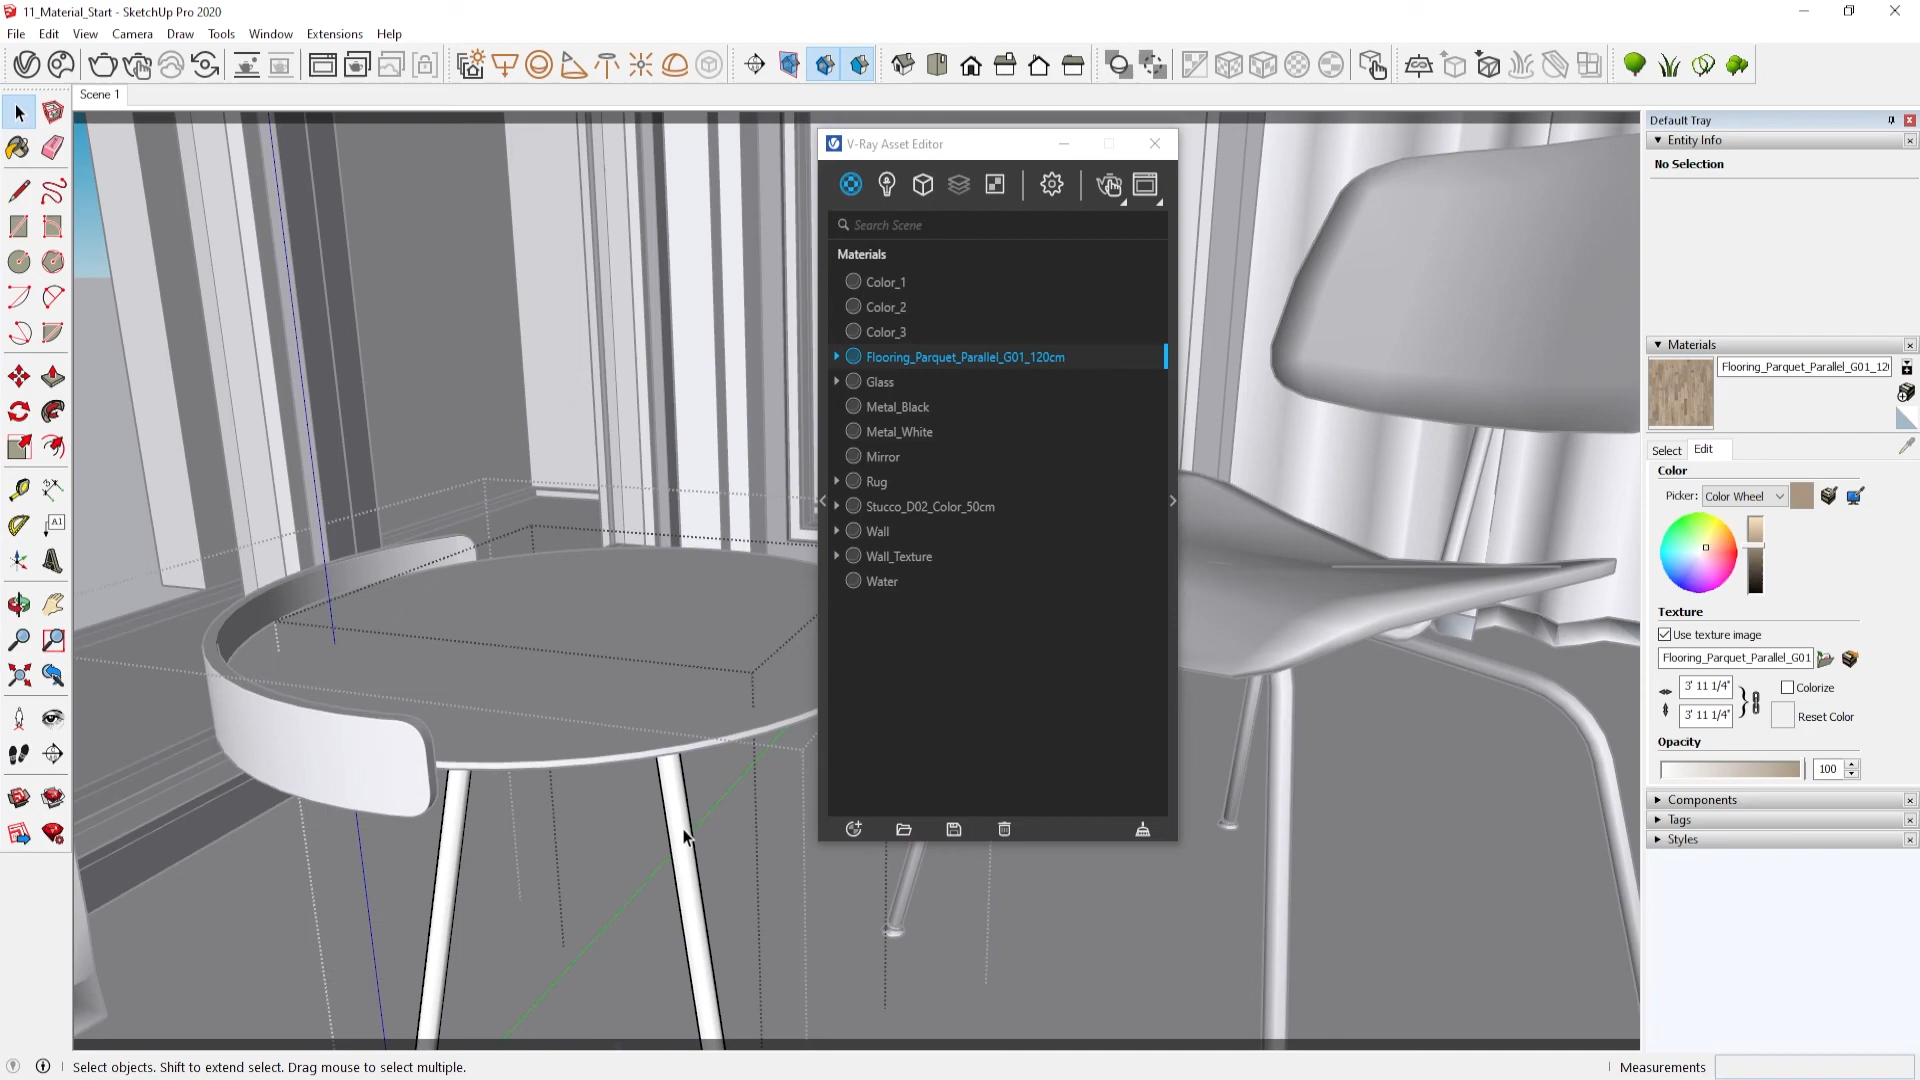 11_Material_Start - SketchUp Pro 2020
File Edit View Camera Draw Tools Window Extensions Help
Scene 1
V-Ray Asset Editor
Search Scene
Materials
Color_1
Color_2
Color_3
Flooring_Parquet_Parallel_G01_120cm
Glass
Metal_Black
Metal_White
Mirror
Rug
Stucco_D02_Color_50cm
Wall
Wall_Texture
Water
Default Tray
Entity Info
No Selection
Materials
Flooring_Parquet_Parallel_G01_12
Select Edit
Color
Picker: Color Wheel
Texture
Use texture image
Flooring_Parquet_Parallel_G01
3' 11 1/4"
Colorize
3' 11 1/4"
Reset Color
Opacity
100
Components
Tags
Styles
A1
Select objects. Shift to extend select. Drag mouse to select multiple.
Measurements